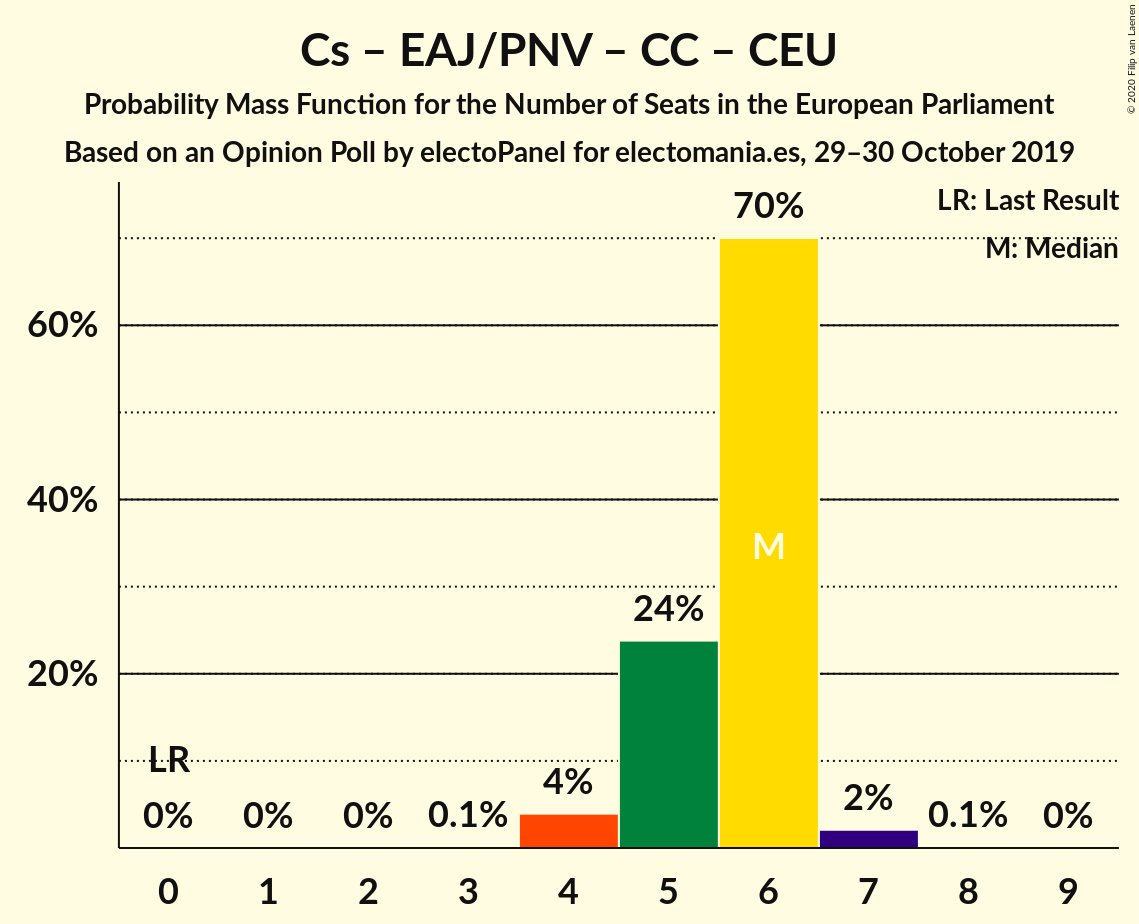 Cs – EAJ/PNV – CC – CEU
Probability Mass Function for the Number of Seats in the European Parliament
Based on an Opinion Poll by electoPanel for electomania.es, 29–30 October 2019
© 2020 Filip van Laenen
LR: Last Result
M: Median
60%
40%
20%
LR
0%
0%
0%
0.1%
4%
24%
70%
M
2%
0.1%
0%
0 1 2 3 4 5 6 7 8 9